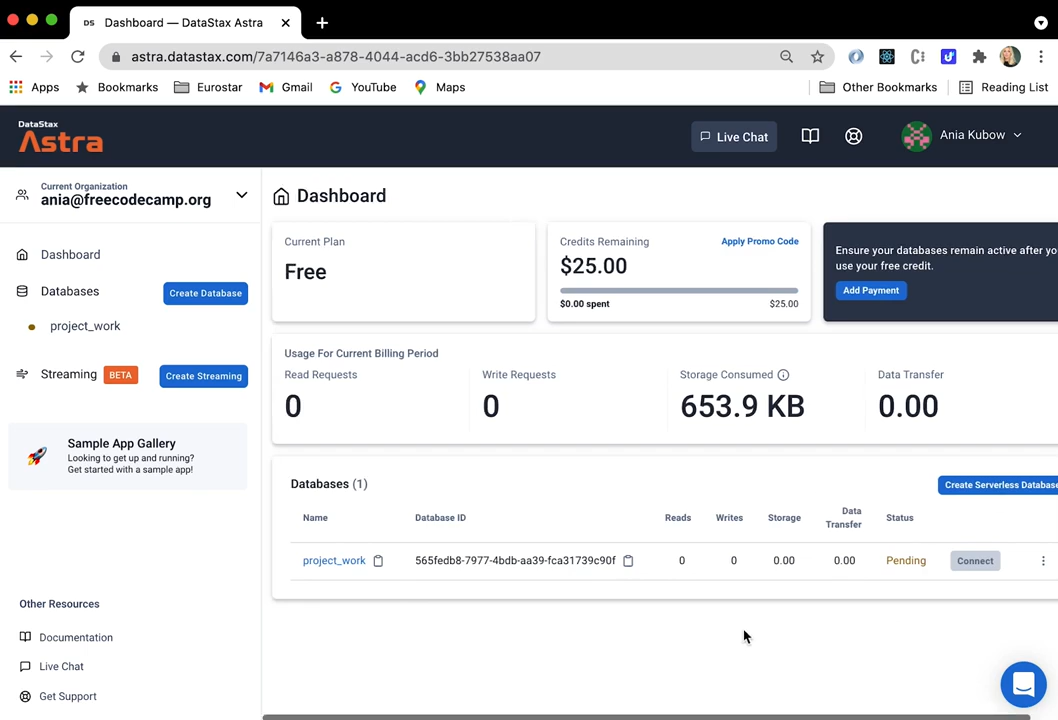 DS Dashboard — DataStax Astra
astra.datastax.com/7a7146a3-a878-4044-acd6-3bb27538aa07
Apps Bookmarks Eurostar Gmail YouTube Maps Other Bookmarks Reading List
DataStax
Astra
Live Chat
Ania Kubow
Current Organization
ania@freecodecamp.org
Dashboard
Databases Create Database
project_work
Streaming BETA Create Streaming
Sample App Gallery
Looking to get up and running?
Get started with a sample app!
Other Resources
Documentation
Live Chat
Get Support
Dashboard
Current Plan
Free
Credits Remaining Apply Promo Code
$25.00
$0.00 spent $25.00
Ensure your databases remain active after yo
use your free credit.
Add Payment
Usage For Current Billing Period
Read Requests Write Requests Storage Consumed Data Transfer
0 0 653.9 KB 0.00
Databases (1) Create Serverless Database
Name Database ID Reads Writes Storage Data Transfer Status
project_work 565fedb8-7977-4bdb-aa39-fca31739c90f 0 0 0.00 0.00 Pending Connect